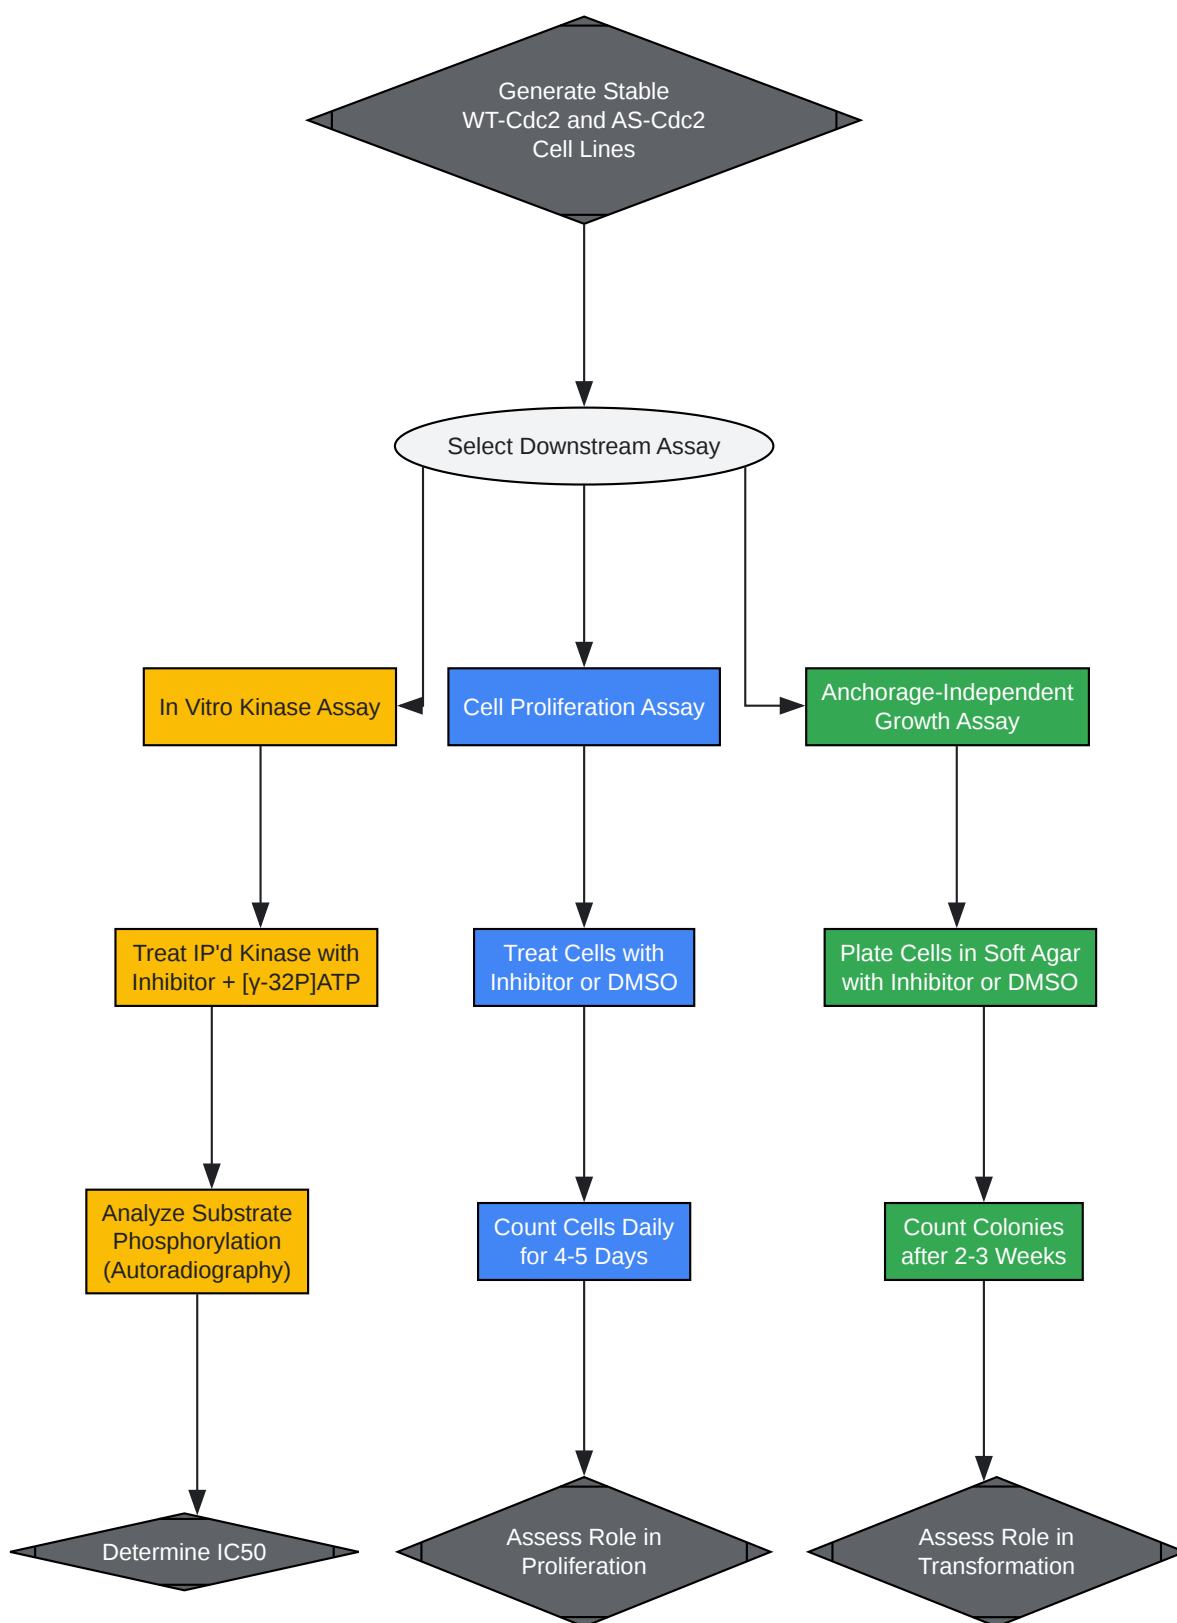 Generate Stable
WT-Cdc2 and AS-Cdc2
Cell Lines
Select Downstream Assay
In Vitro Kinase Assay
Cell Proliferation Assay
Anchorage-Independent
Growth Assay
Treat IP'd Kinase with
Inhibitor + [γ-32P]ATP
Treat Cells with
Inhibitor or DMSO
Plate Cells in Soft Agar
with Inhibitor or DMSO
Analyze Substrate
Phosphorylation
(Autoradiography)
Count Cells Daily
for 4-5 Days
Count Colonies
after 2-3 Weeks
Determine IC50
Assess Role in
Proliferation
Assess Role in
Transformation